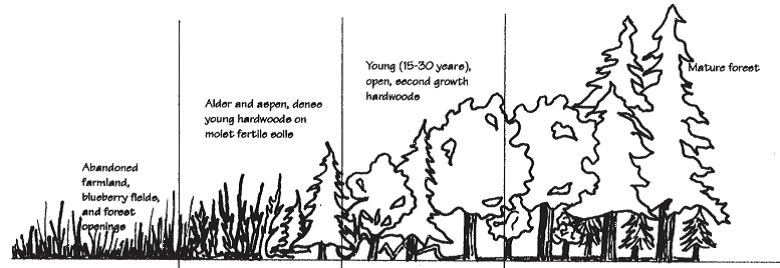 Abandoned
farmland,
blueberry fields,
and forest
openings
Alder and aspen, dense
young hardwoods on
moist fertile soils
Young (15-30 years),
open, second growth
hardwoods
Mature forest